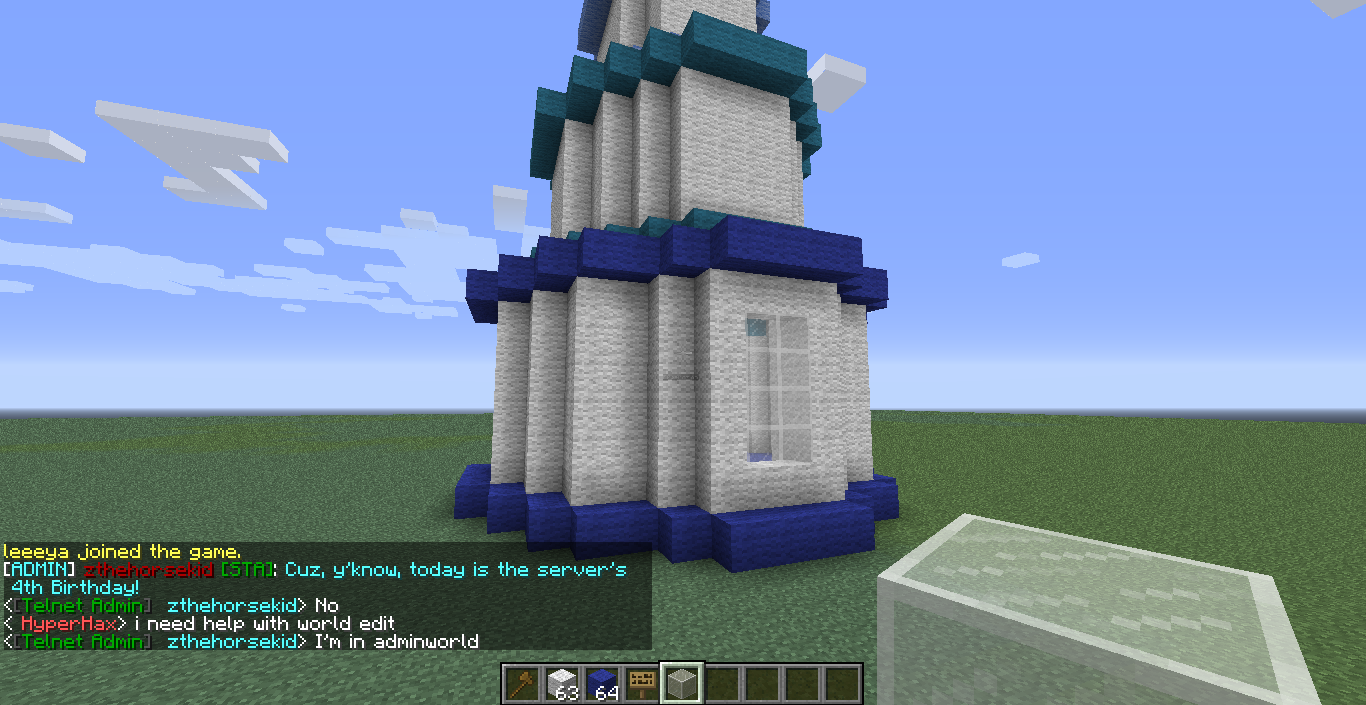 leeeya joined the game.
[ADMIN] zthehorsekid [STA]: Cuz, y'know, today is the server's
4th Birthday!
<[Telnet Admin] zthehorsekid> No
< HyperHax> i need help with world edit
<[Telnet Admin] zthehorsekid> I'm in adminworld
63 64